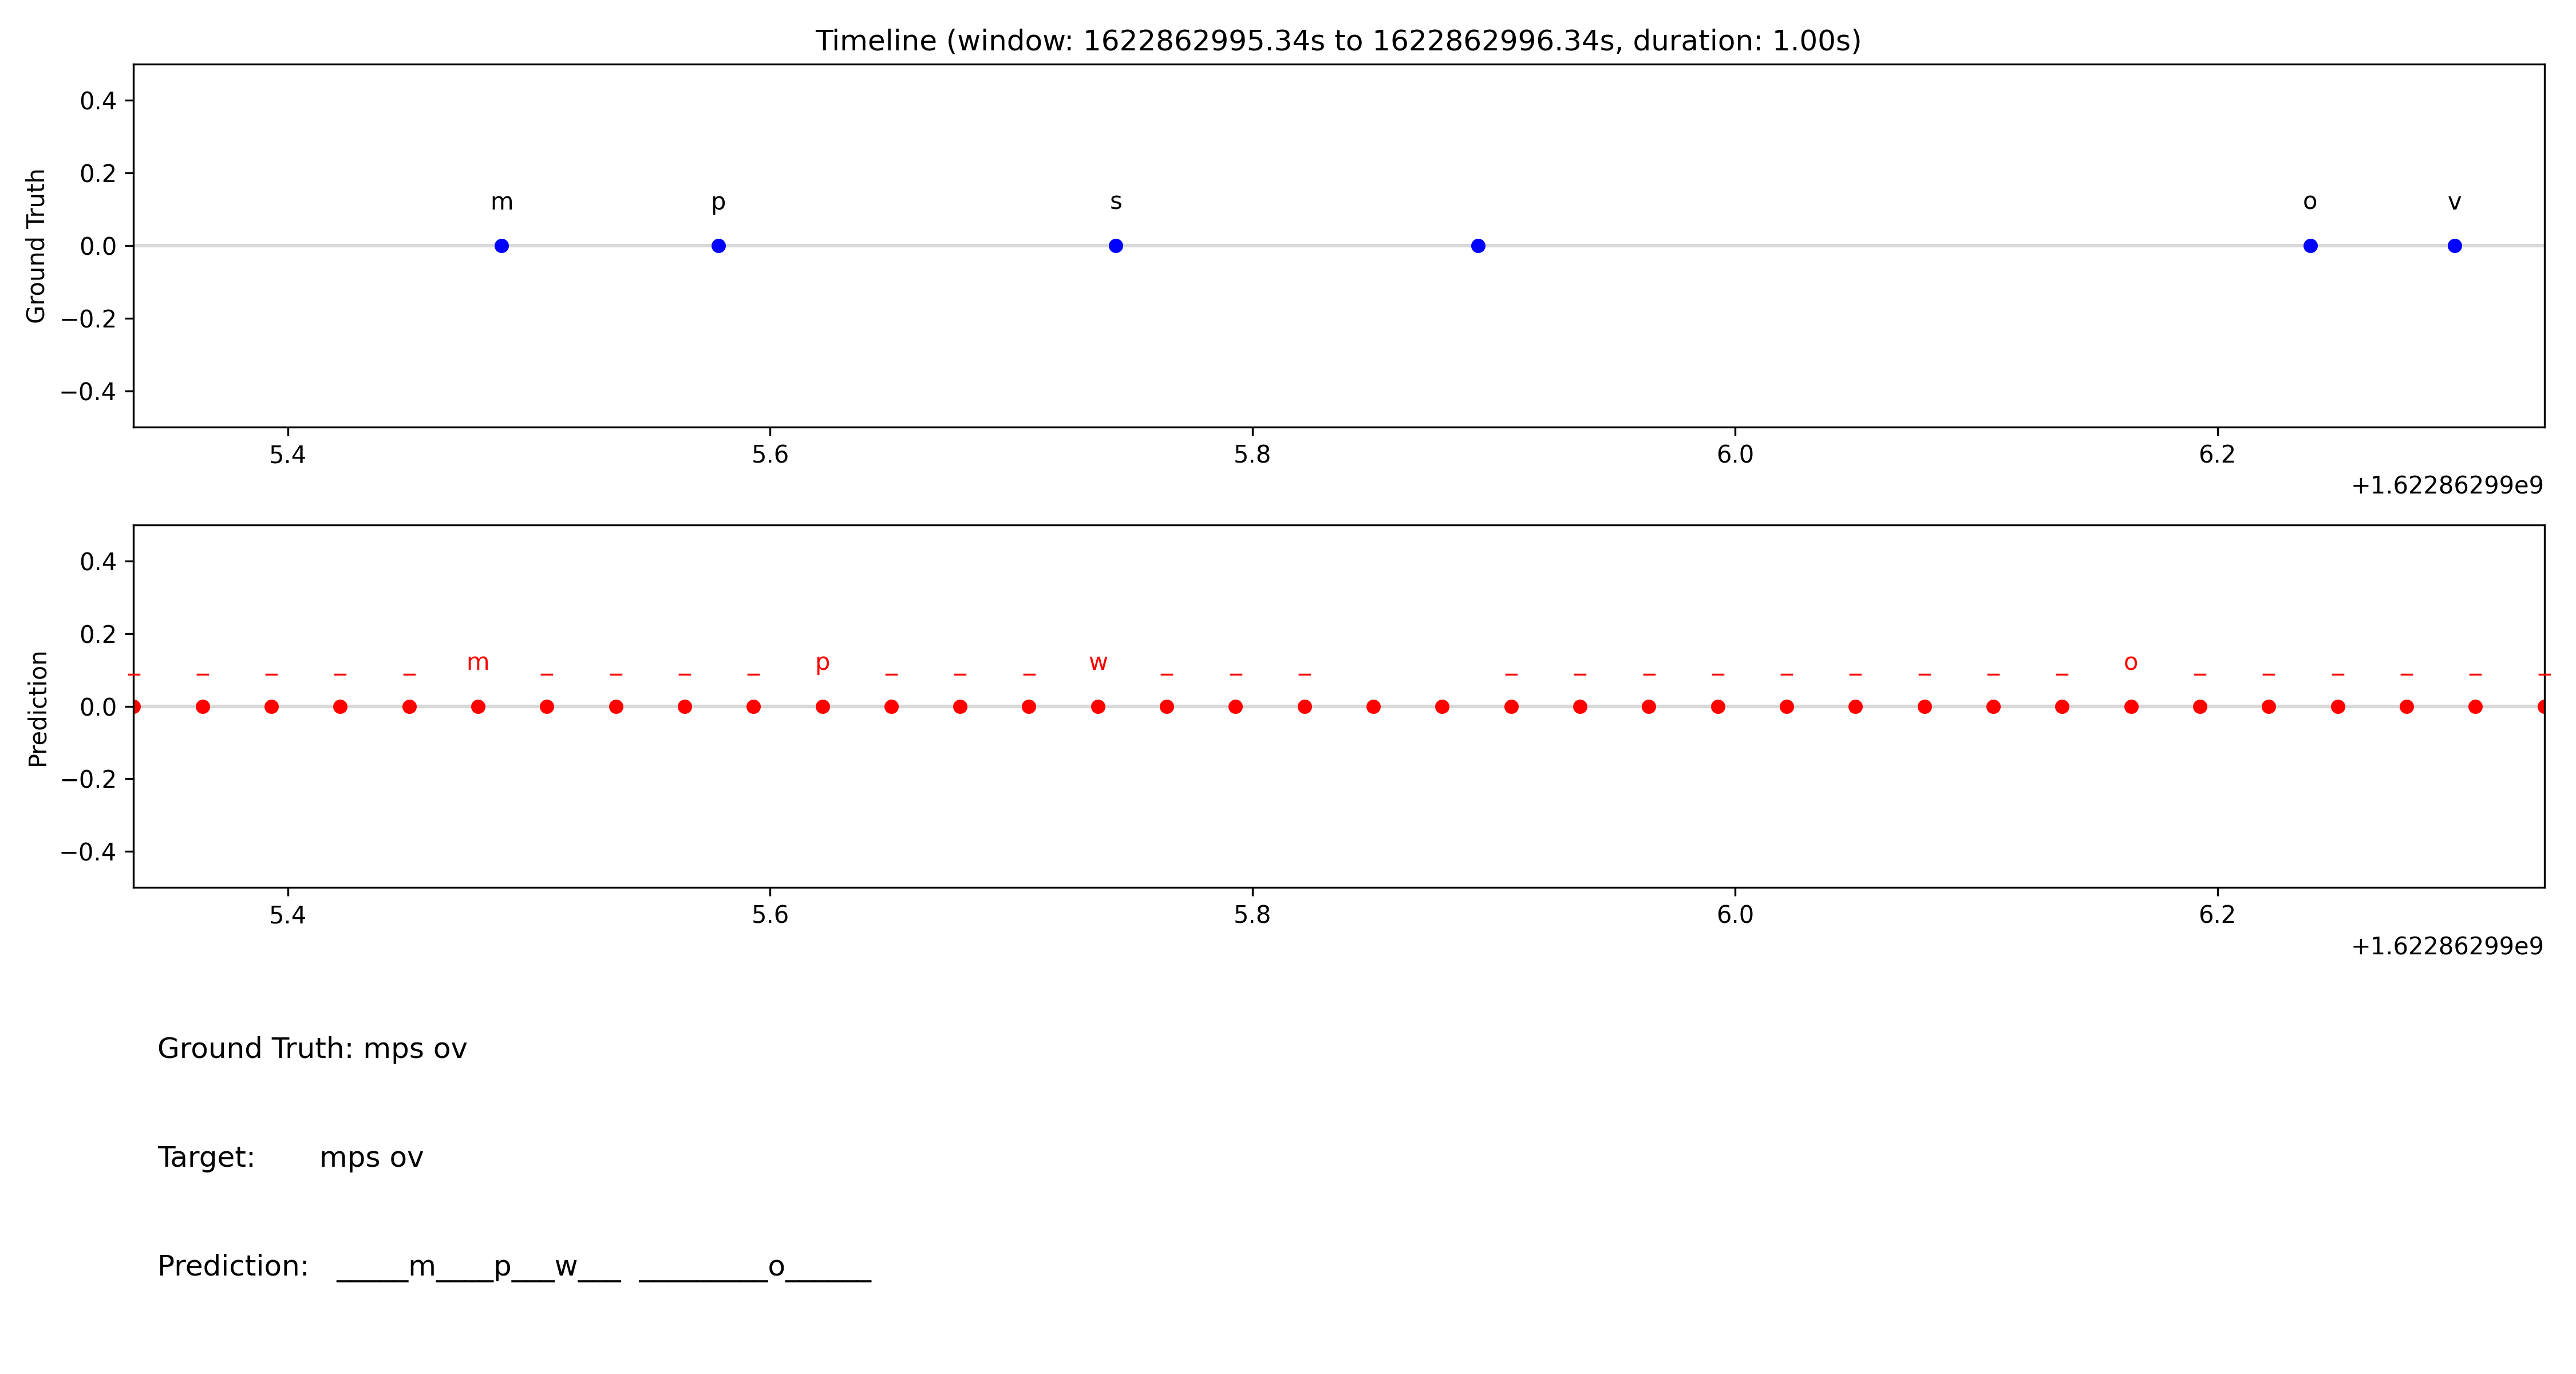 Timeline (window: 1622862995.34s to 1622862996.34s, duration: 1.00s)
Ground Truth
0.4
0.2
0.0
−0.2
−0.4
m p s o v
5.4 5.6 5.8 6.0 6.2
+1.62286299e9
Prediction
0.4
0.2
0.0
−0.2
−0.4
_ _ _ _ _ m _ _ _ _ p _ _ _ w _ _ _ _ _ _ _ _ _ _ _ _ o _ _ _ _ _ _
5.4 5.6 5.8 6.0 6.2
+1.62286299e9
Ground Truth: mps ov
Target: mps ov
Prediction: _____m____p___w___  _________o______